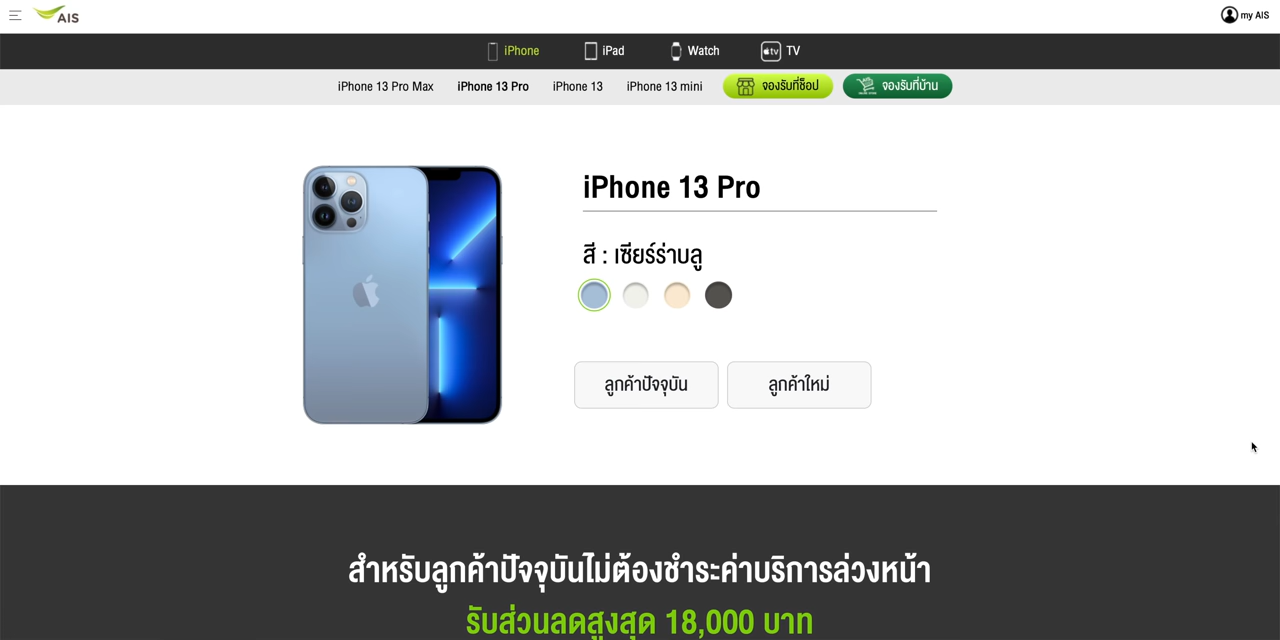 AIS
my AIS
iPhone
iPad
Watch
tv TV
iPhone 13 Pro Max
iPhone 13 Pro
iPhone 13
iPhone 13 mini
จองรับที่ช็อป
จองรับที่บ้าน
iPhone 13 Pro
สี : เซียร์ร่าบลู
ลูกค้าปัจจุบัน
ลูกค้าใหม่
สำหรับลูกค้าปัจจุบันไม่ต้องชำระค่าบริการล่วงหน้า
รับส่วนลดสูงสุด 18,000 บาท